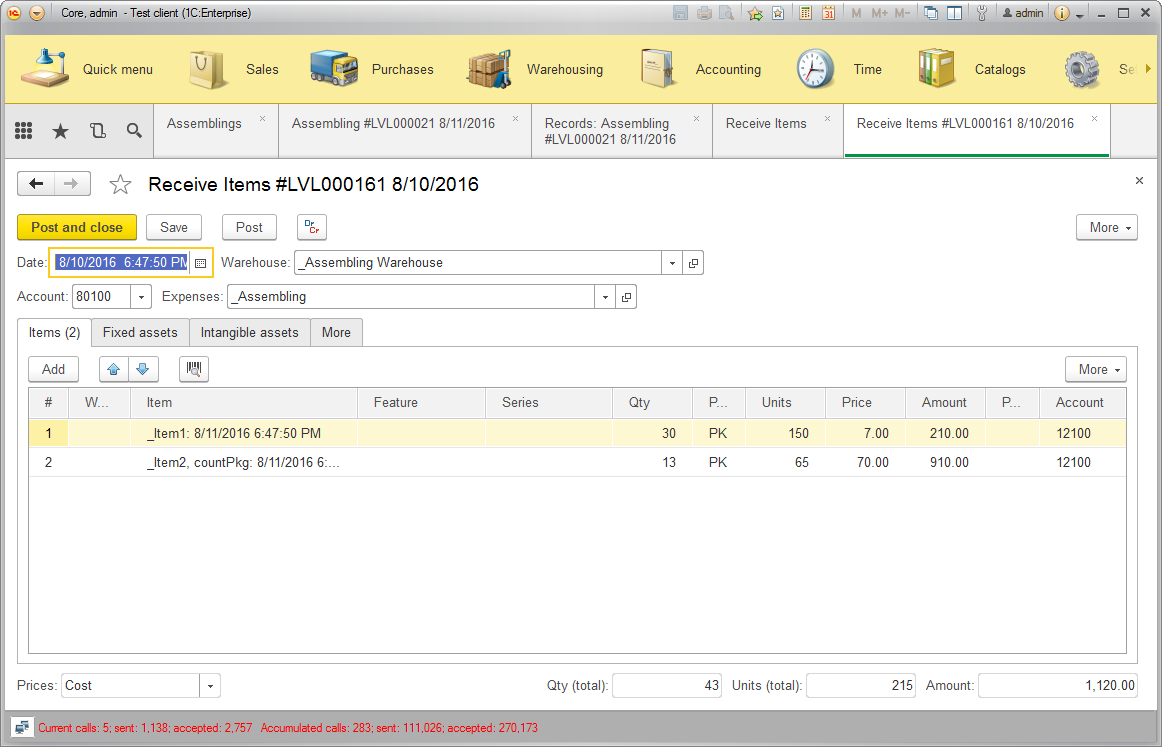 Core, admin - Test client (1C:Enterprise)
M M+ M- admin
Quick menu Sales Purchases Warehousing Accounting Time Catalogs Se
Assemblings Assembling #LVL000021 8/11/2016 Records: Assembling #LVL000021 8/11/2016 Receive Items Receive Items #LVL000161 8/10/2016
Receive Items #LVL000161 8/10/2016
Post and close Save Post Dr Cr More
Date: 8/10/2016 6:47:50 PM Warehouse: _Assembling Warehouse
Account: 80100 Expenses: _Assembling
Items (2) Fixed assets Intangible assets More
Add More
# W... Item Feature Series Qty P... Units Price Amount P... Account
1 _Item1: 8/11/2016 6:47:50 PM 30 PK 150 7.00 210.00 12100
2 _Item2, countPkg: 8/11/2016 6:... 13 PK 65 70.00 910.00 12100
Prices: Cost Qty (total): 43 Units (total): 215 Amount: 1,120.00
Current calls: 5; sent: 1,138; accepted: 2,757 Accumulated calls: 283; sent: 111,026; accepted: 270,173